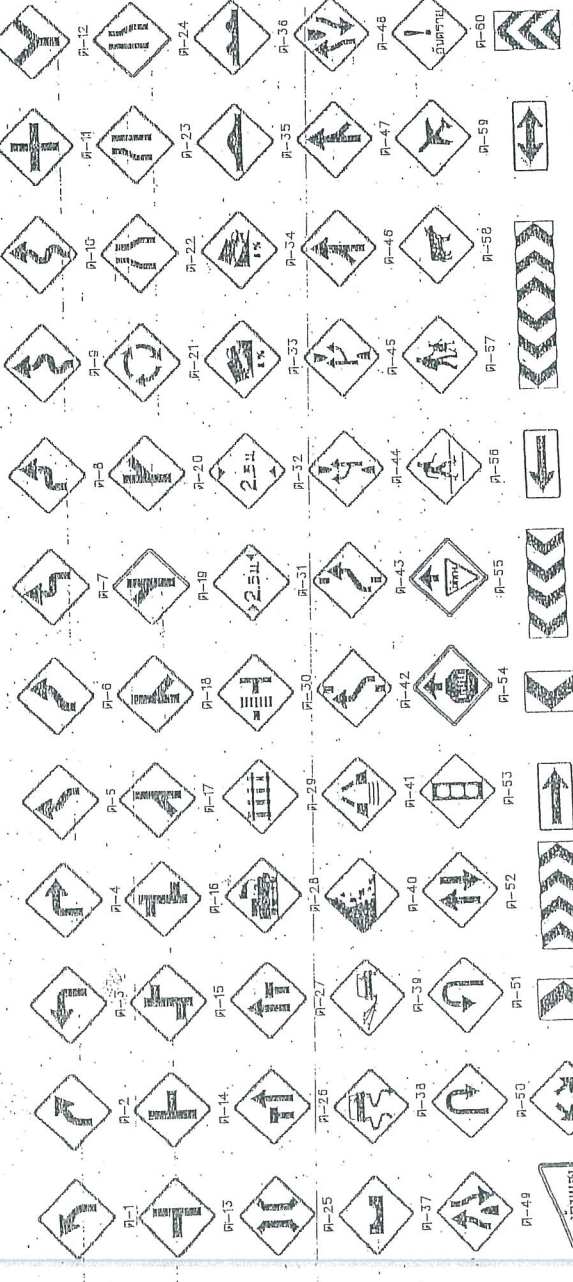 ต-1 ต-2 ต-3 ต-4 ต-5 ต-6 ต-7 ต-8 ต-9 ต-10 ต-11 ต-12
ต-13 ต-14 ต-15 ต-16 ต-17 ต-18 ต-19 ต-20 ต-21 ต-22 ต-23 ต-24
2.5ม 2.5ม % %
ต-25 ต-26 ต-27 ต-28 ต-29 ต-30 ต-31 ต-32 ต-33 ต-34 ต-35 ต-36
ต-37 ต-38 ต-39 ต-40 ต-41 ต-42 ต-43 ต-44 ต-45 ต-46 ต-47 ต-48
ให้ทาง !
อันตราย
ต-49 ต-50 ต-51 ต-52 ต-53 ต-54 ต-55 ต-56 ต-57 ต-58 ต-59 ต-60